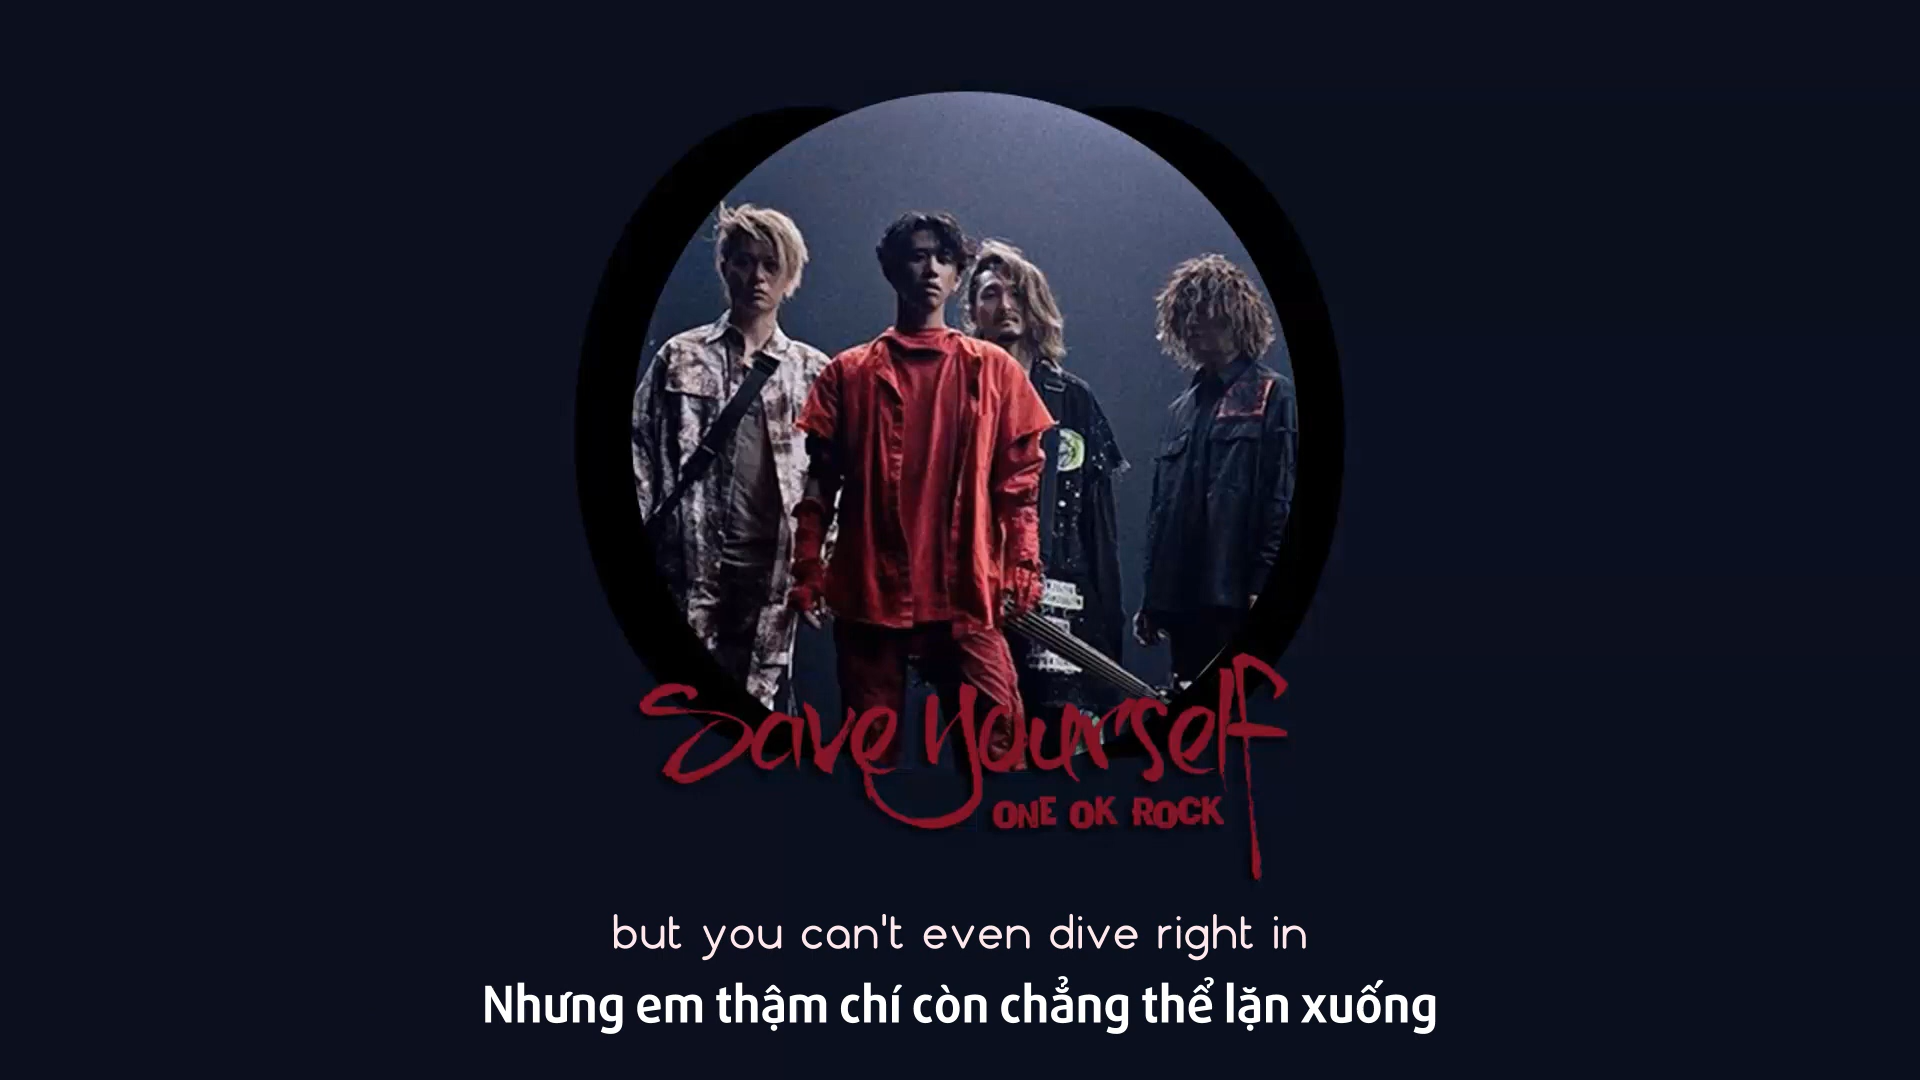 Save Yourself
ONE OK ROCK
but you can't even dive right in
Nhưng em thậm chí còn chẳng thể lặn xuống